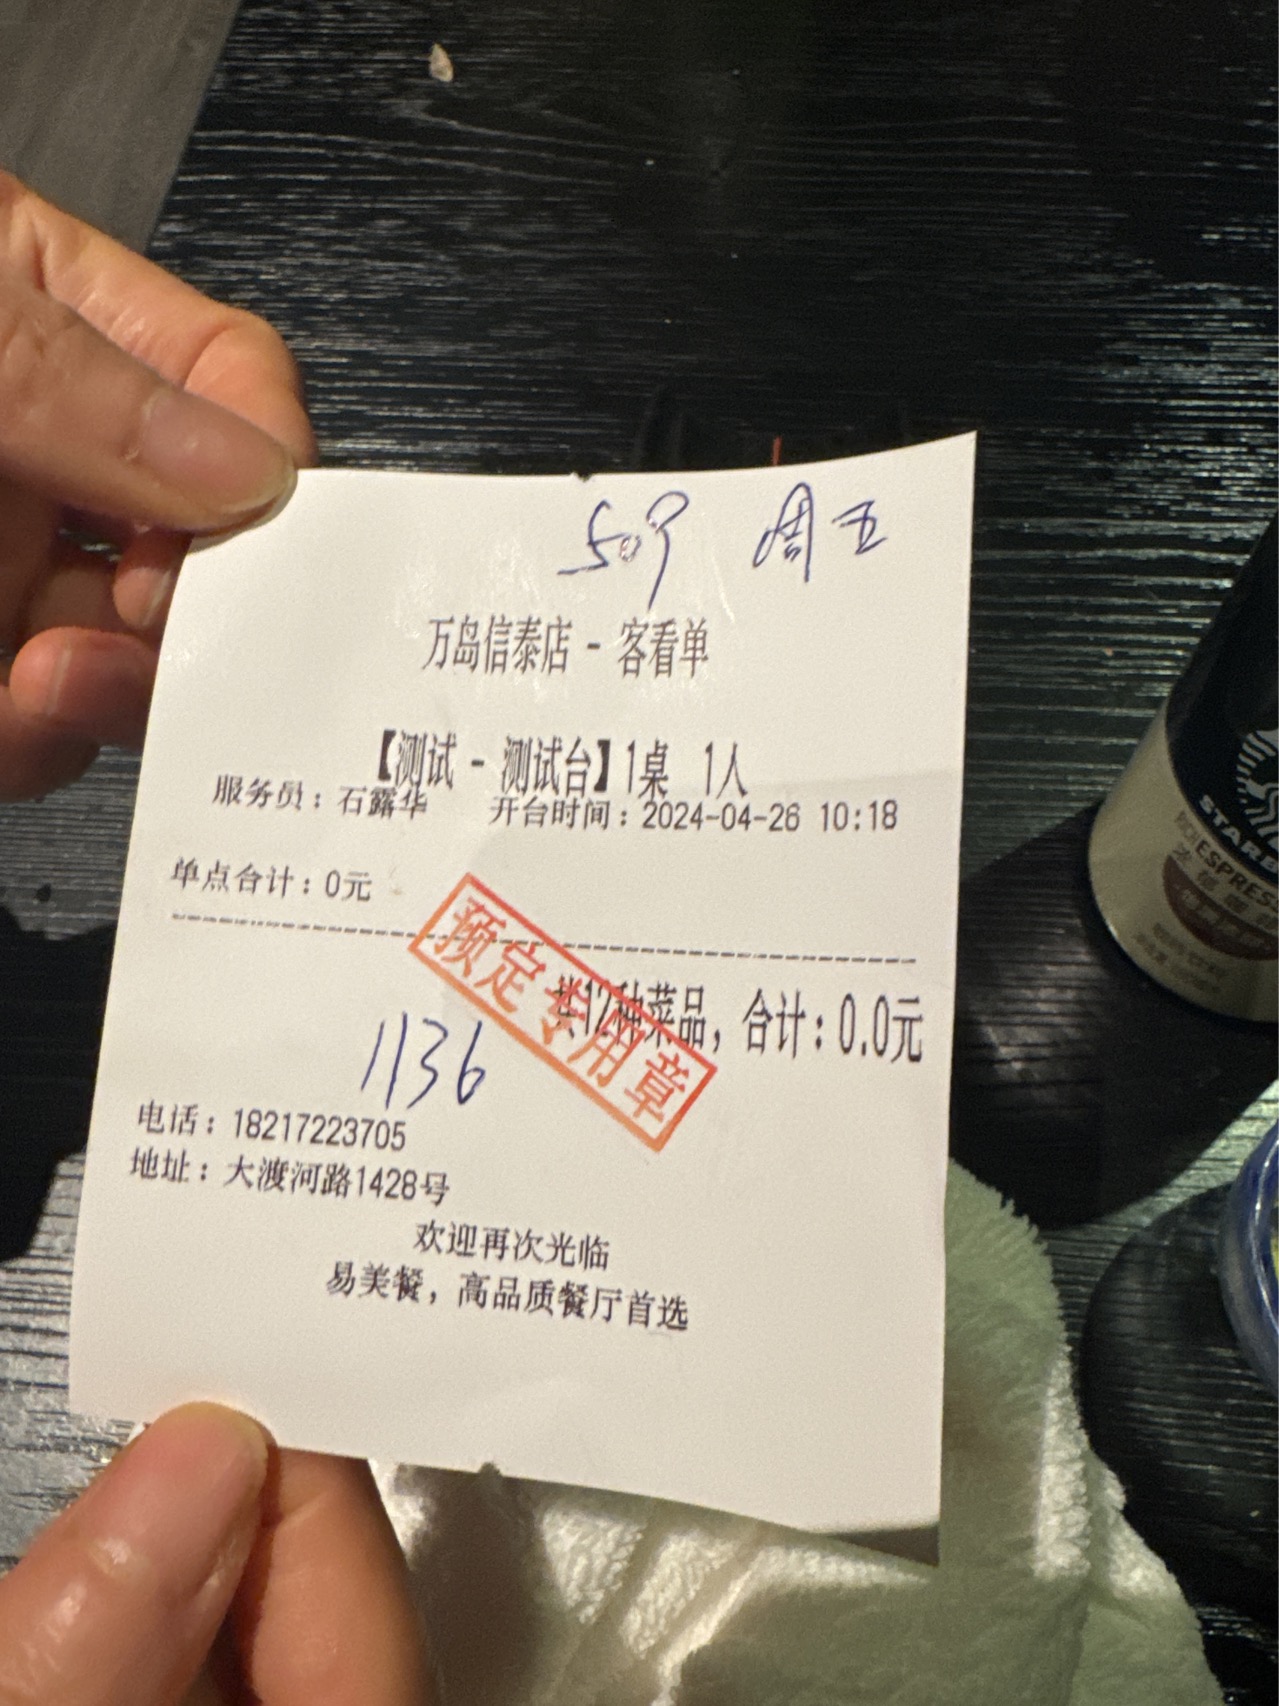 509 周五
万岛信泰店 - 客看单
【测试 - 测试台】1桌 1人
服务员：石露华 开台时间：2024-04-26 10:18
单点合计：0元
预定专用章
共12种菜品，合计：0.0元
1136
电话：18217223705
地址：大渡河路1428号
欢迎再次光临
易美餐，高品质餐厅首选
STARB
ESPRESS